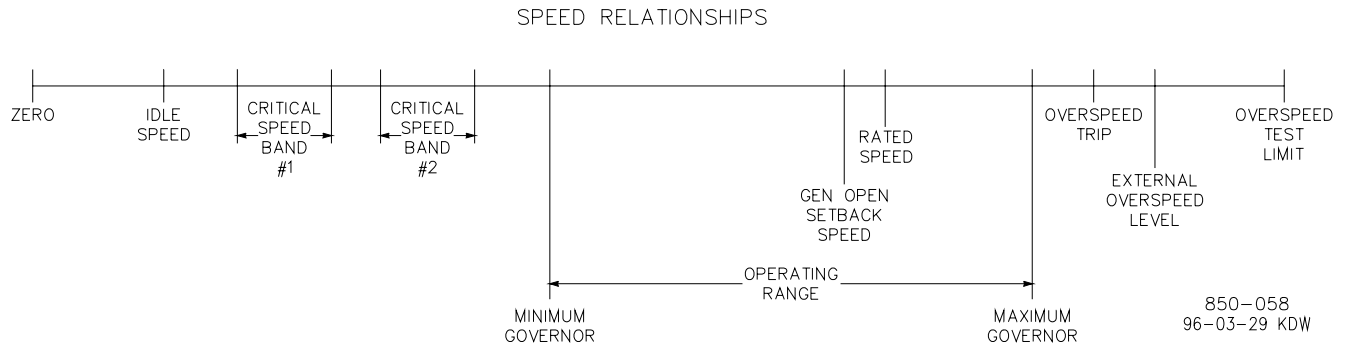 SPEED RELATIONSHIPS
ZERO
IDLE
SPEED
CRITICAL
SPEED
BAND
#1
CRITICAL
SPEED
BAND
#2
GEN OPEN
SETBACK
SPEED
RATED
SPEED
OVERSPEED
TRIP
EXTERNAL
OVERSPEED
LEVEL
OVERSPEED
TEST
LIMIT
OPERATING
RANGE
MINIMUM
GOVERNOR
MAXIMUM
GOVERNOR
850-058
96-03-29 KDW